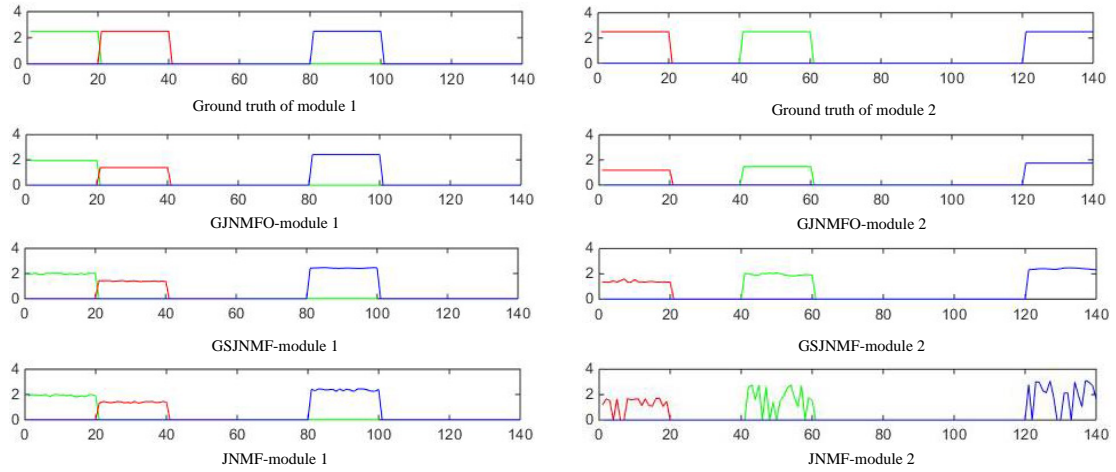 4
2
0
0 20 40 60 80 100 120 140
Ground truth of module 1
4
2
0
0 20 40 60 80 100 120 140
Ground truth of module 2
4
2
0
0 20 40 60 80 100 120 140
GJNMFO-module 1
4
2
0
0 20 40 60 80 100 120 140
GJNMFO-module 2
4
2
0
0 20 40 60 80 100 120 140
GSJNMF-module 1
4
2
0
0 20 40 60 80 100 120 140
GSJNMF-module 2
4
2
0
0 20 40 60 80 100 120 140
JNMF-module 1
4
2
0
0 20 40 60 80 100 120 140
JNMF-module 2